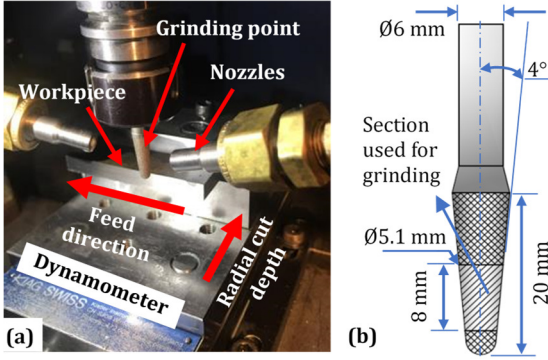 Grinding point
Nozzles
Workpiece
Feed
direction
Radial cut
depth
Dynamometer
KIAG SWISS
(a)
Ø6 mm
4°
Section
used for
grinding
Ø5.1 mm
8 mm
20 mm
(b)